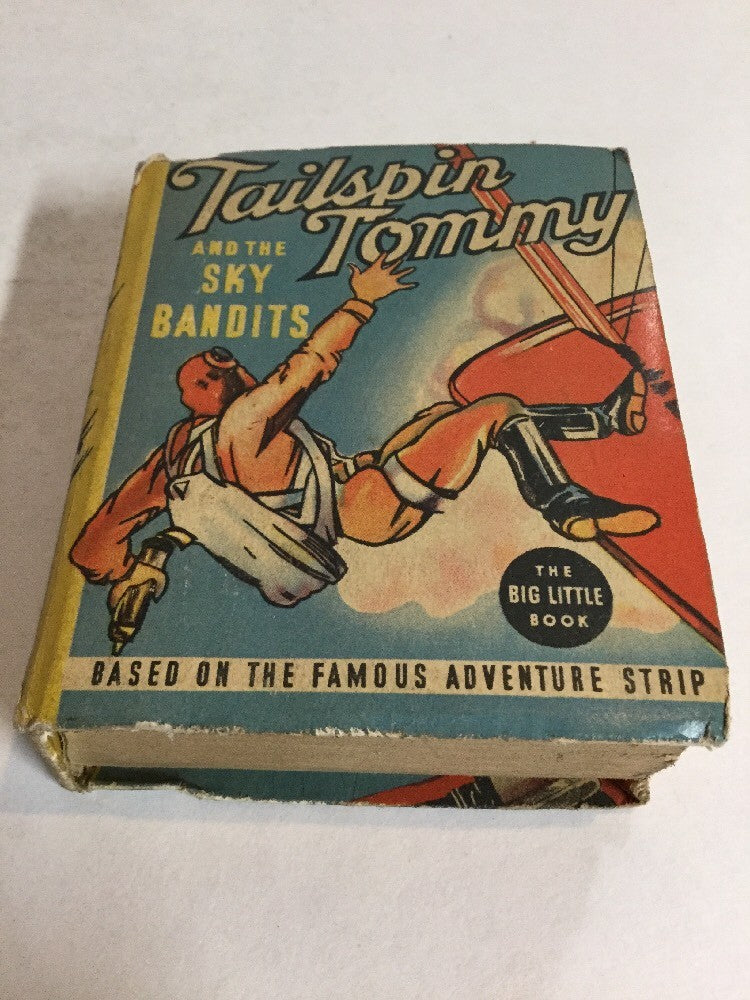 Tailspin
Tommy
AND THE
SKY
BANDITS
THE
BIG LITTLE
BOOK
BASED ON THE FAMOUS ADVENTURE STRIP